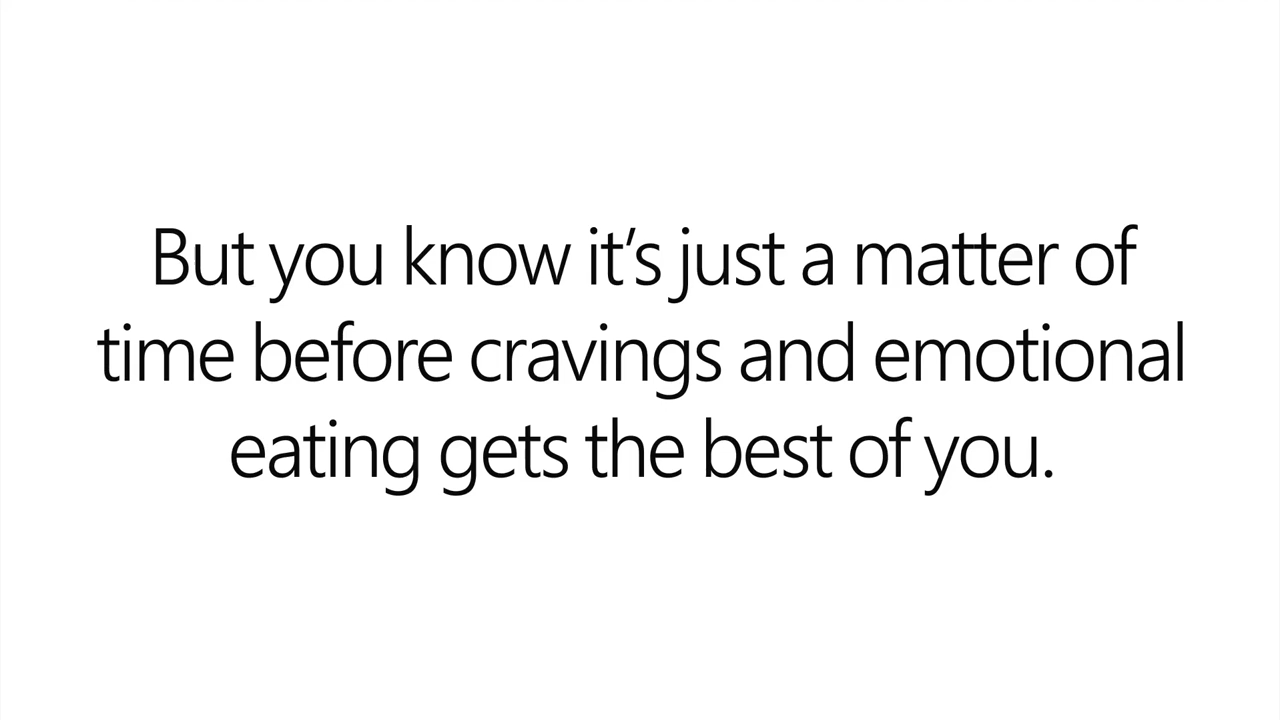 But you know it’s just a matter of
time before cravings and emotional
eating gets the best of you.